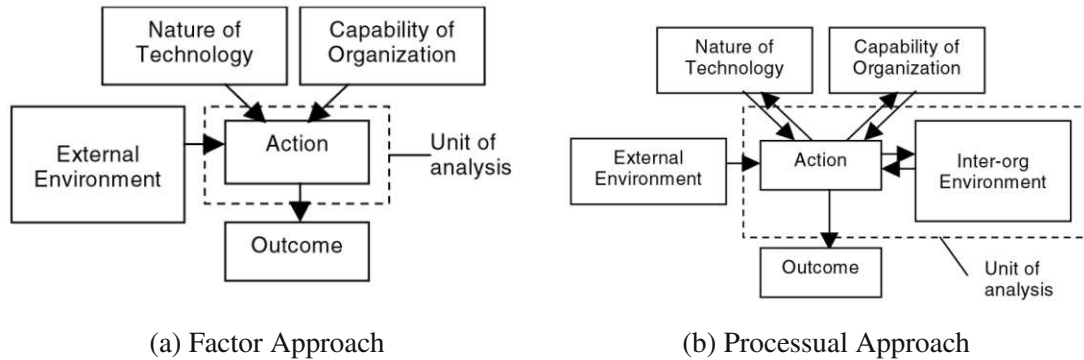 Nature of
Technology
Capability of
Organization
External
Environment
Action
Unit of
analysis
Outcome
(a) Factor Approach
Nature of
Technology
Capability of
Organization
External
Environment
Action
Inter-org
Environment
Outcome
Unit of
analysis
(b) Processual Approach